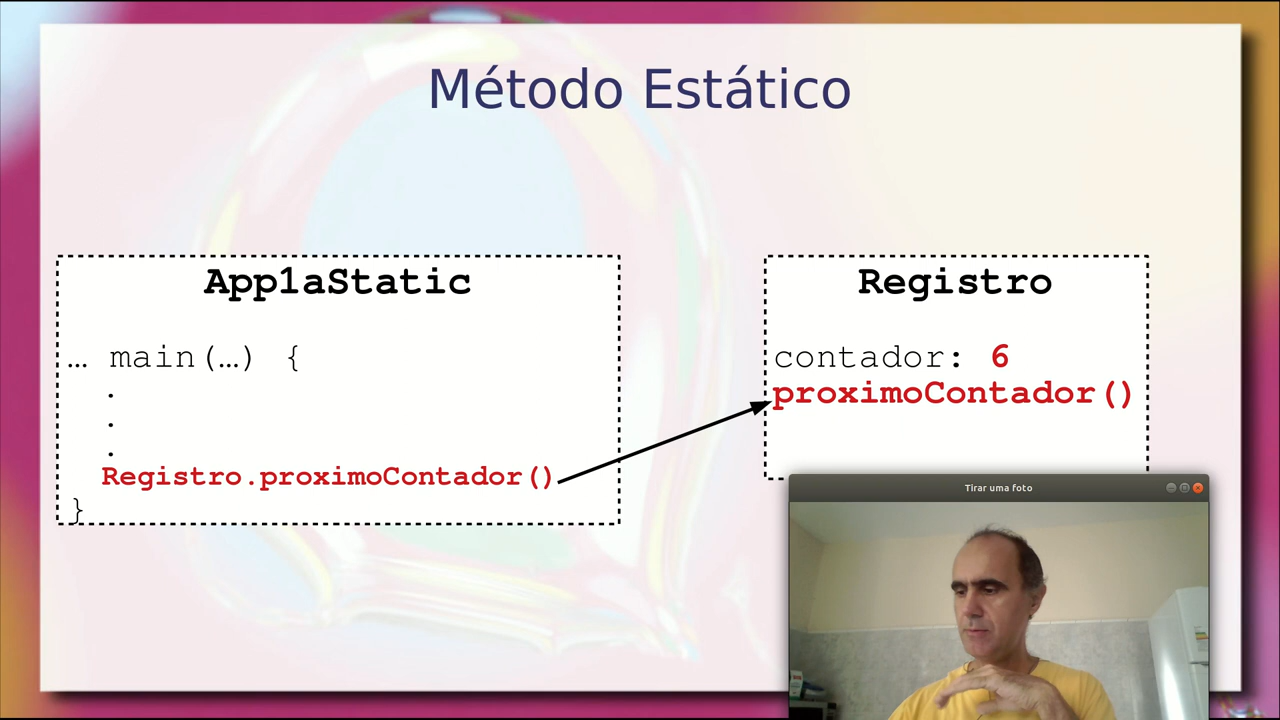 Método Estático
App1aStatic
… main(…) {
.
.
.
Registro.proximoContador()
}
Registro
contador: 6
proximoContador()
Tirar uma foto